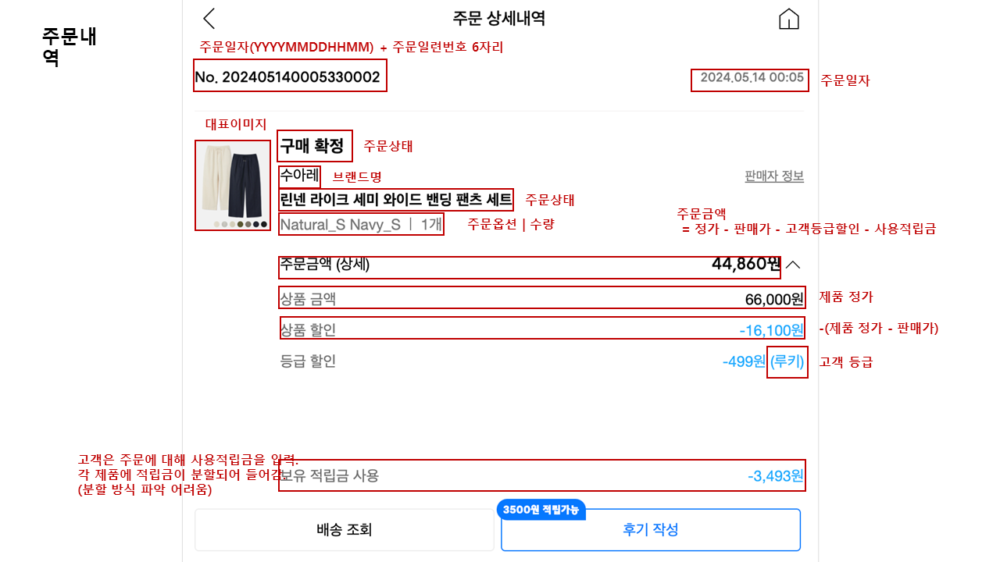 주문내
역
주문 상세내역
주문일자(YYYYMMDDHHMM) + 주문일련번호 6자리
No. 202405140005330002
2024.05.14 00:05
주문일자
대표이미지
구매 확정
주문상태
수아레
브랜드명
판매자 정보
린넨 라이크 세미 와이드 밴딩 팬츠 세트
주문상태
Natural_S Navy_S | 1개
주문옵션 | 수량
주문금액
= 정가 - 판매가 - 고객등급할인 - 사용적립금
주문금액 (상세)
44,860원
상품 금액
66,000원
제품 정가
상품 할인
-16,100원
-(제품 정가 - 판매가)
등급 할인
-499원 (루키)
고객 등급
고객은 주문에 대해 사용적립금을 입력.
각 제품에 적립금이 분할되어 들어감.
(분할 방식 파악 어려움)
보유 적립금 사용
-3,493원
3500원 적립가능
배송 조회
후기 작성